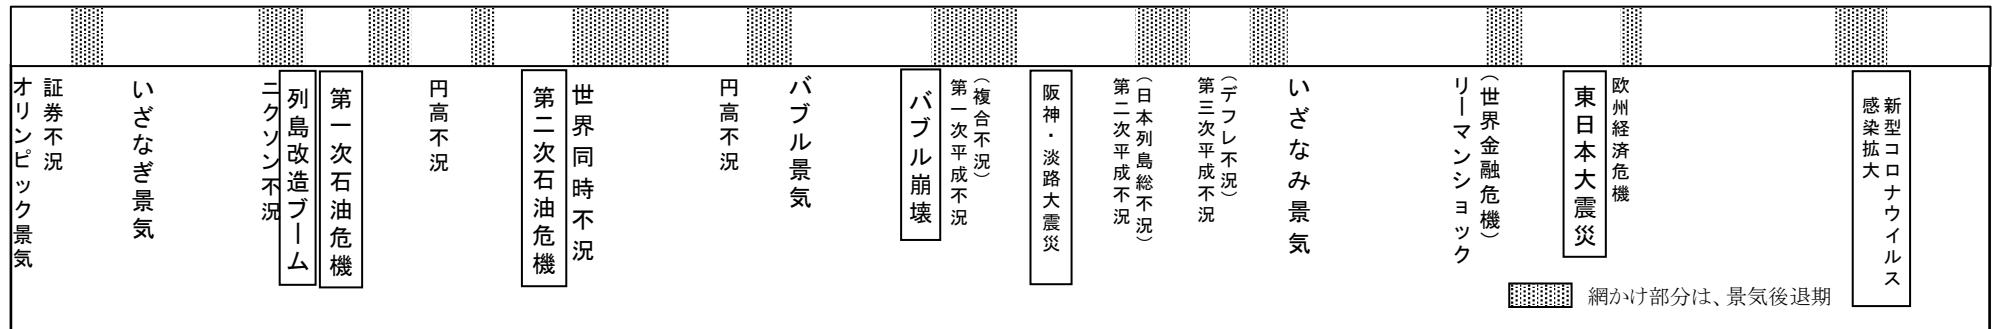 オリンピック景気
証券不況
いざなぎ景気
ニクソン不況
列島改造ブーム
第一次石油危機
円高不況
第二次石油危機
世界同時不況
円高不況
バブル景気
バブル崩壊
第一次平成不況
（複合不況）
阪神・淡路大震災
第二次平成不況
（日本列島総不況）
第三次平成不況
（デフレ不況）
いざなみ景気
リーマンショック
（世界金融危機）
東日本大震災
欧州経済危機
新型コロナウイルス
感染拡大
網かけ部分は、景気後退期